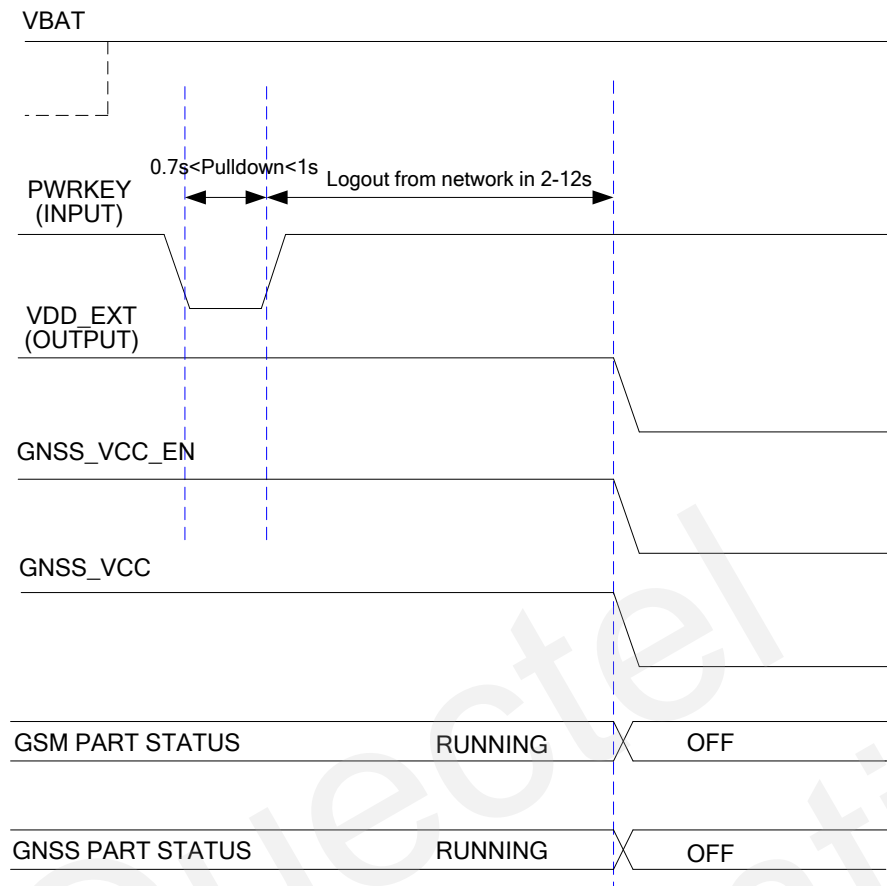 VBAT
0.7s<Pulldown<1s
Logout from network in 2-12s
PWRKEY
(INPUT)
VDD_EXT
(OUTPUT)
GNSS_VCC_EN
GNSS_VCC
GSM PART STATUS RUNNING OFF
GNSS PART STATUS RUNNING OFF